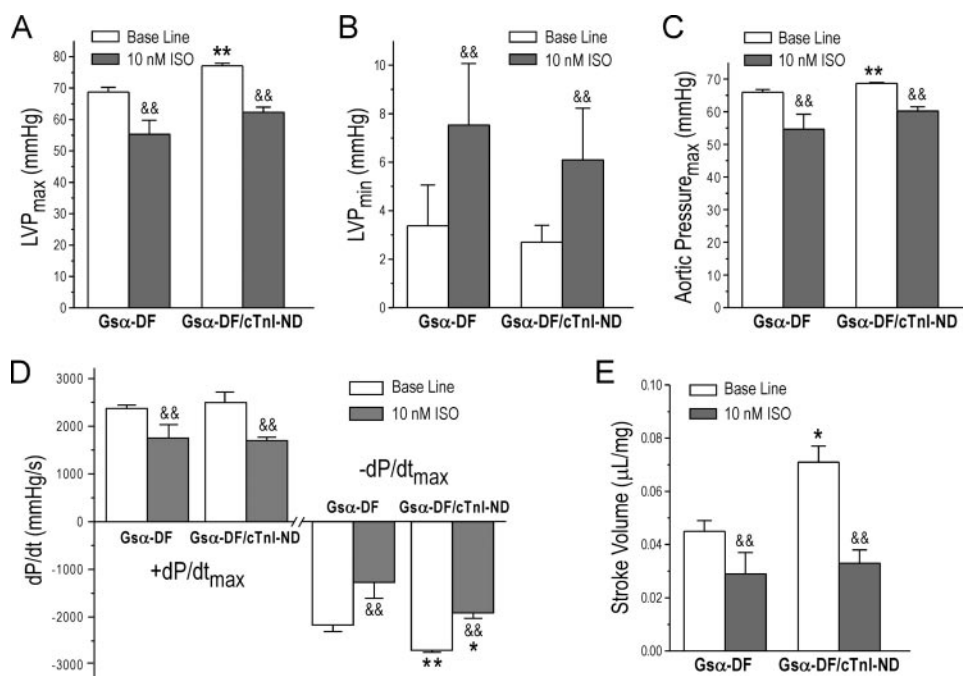 A
Base Line
10 nM ISO
**
&&
&&
80
70
60
50
40
30
20
10
0
LVPmax (mmHg)
Gsα-DF
Gsα-DF/cTnI-ND
B
Base Line
10 nM ISO
&&
&&
10
8
6
4
2
0
LVPmin (mmHg)
Gsα-DF
Gsα-DF/cTnI-ND
C
Base Line
10 nM ISO
**
&&
&&
70
60
50
40
30
20
10
0
Aortic Pressuremax (mmHg)
Gsα-DF
Gsα-DF/cTnI-ND
D
Base Line
10 nM ISO
&&
&&
3000
2000
1000
0
-1000
-2000
-3000
dP/dt (mmHg/s)
Gsα-DF
Gsα-DF/cTnI-ND
+dP/dtmax
-dP/dtmax
Gsα-DF
Gsα-DF/cTnI-ND
&&
**
&&
*
E
Base Line
10 nM ISO
*
&&
&&
0.10
0.08
0.06
0.04
0.02
0.00
Stroke Volume (μL/mg)
Gsα-DF
Gsα-DF/cTnI-ND